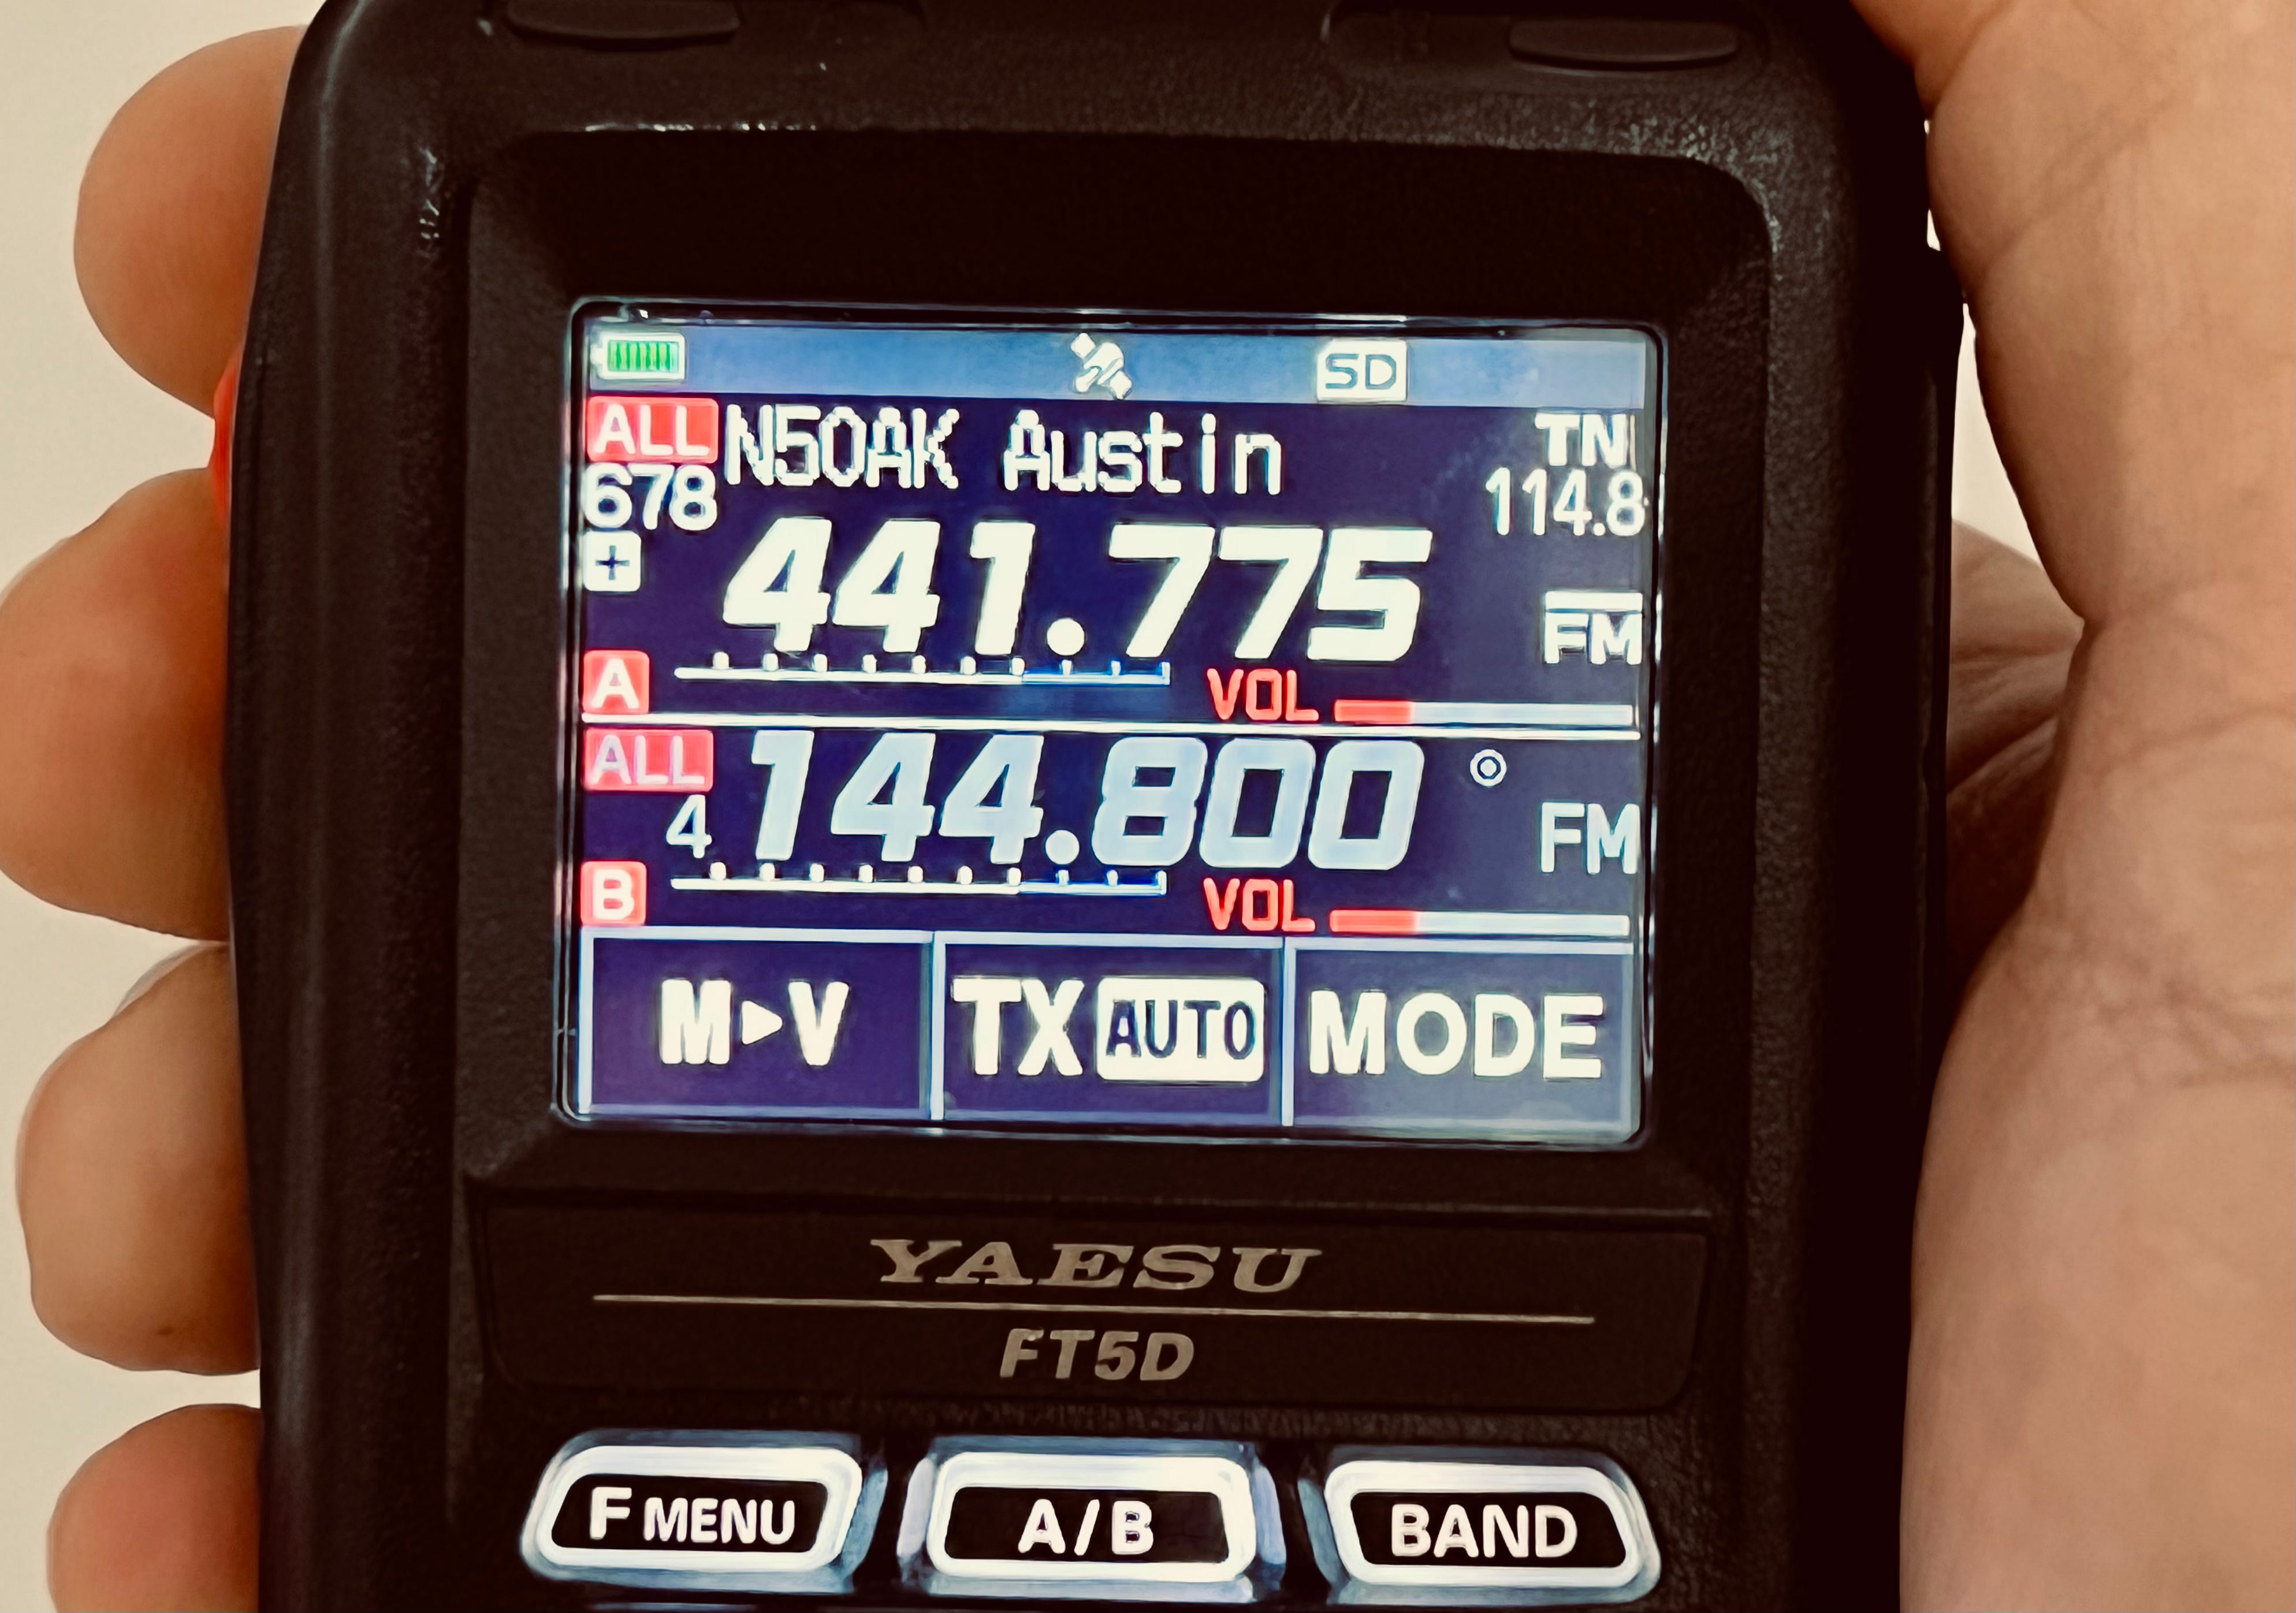 SD
ALL N5OAK Austin TN
678 114.8
+ 441.775 FM
A VOL
ALL 144.800
4 FM
B VOL
M▶V TX AUTO MODE
YAESU
FT5D
F MENU A/B BAND